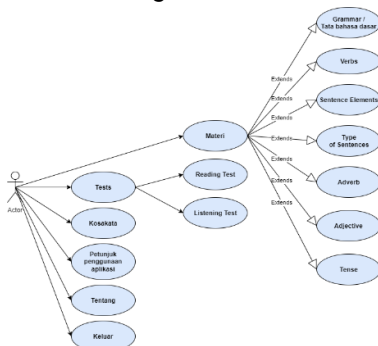 Grammar /
Tata bahasa dasar
Extends
Verbs
Extends
Sentence Elements
Extends
Materi
Extends
Type
of Sentences
Extends
Adverb
Extends
Adjective
Extends
Tense
Actor
Tests
Reading Test
Listening Test
Kosakata
Petunjuk
penggunaan
aplikasi
Tentang
Keluar